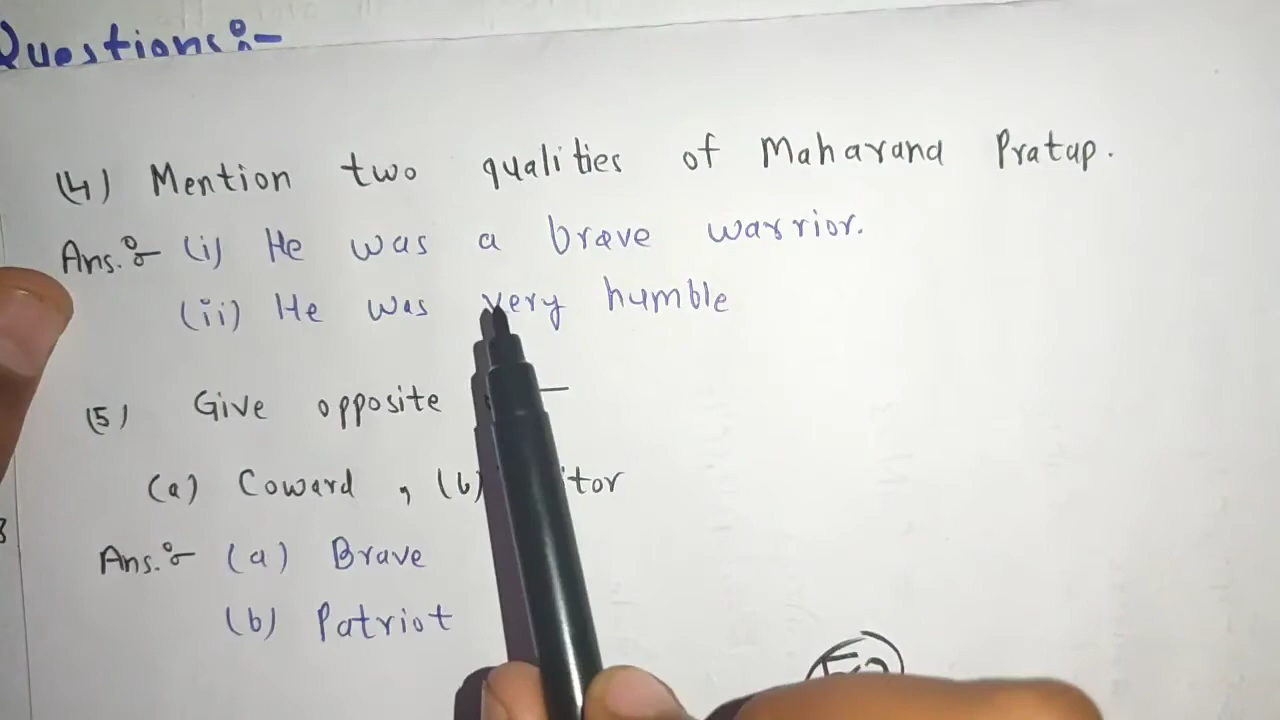 Questions:-
(4) Mention two qualities of Maharana Pratap.
Ans.:- (i) He was a brave warrior.
(ii) He was very humble
(5) Give opposite
(a) Coward , (b)
Ans.:- (a) Brave
(b) Patriot